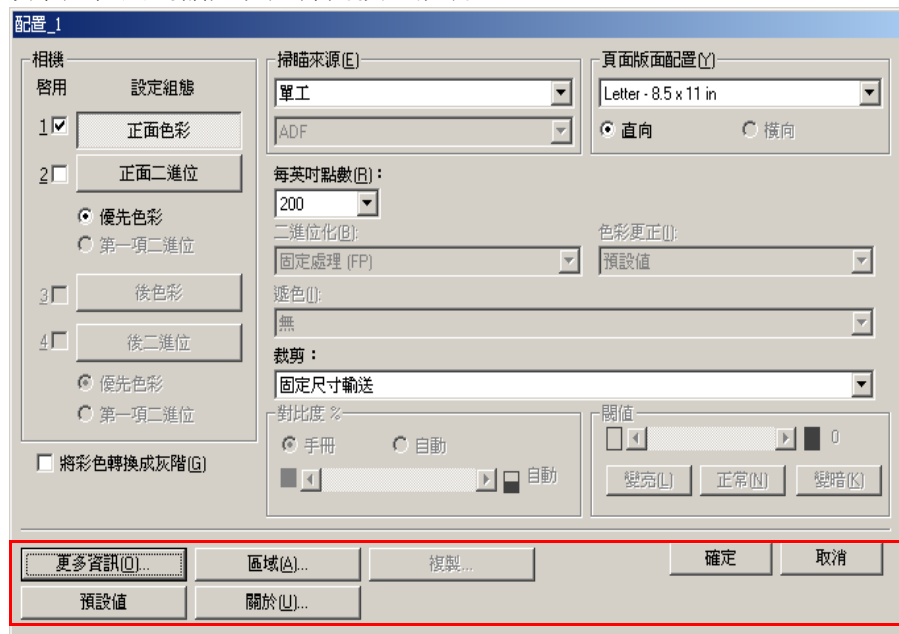 配置_1
相機
啓用 設定組態
1 正面色彩
2 正面二進位
優先色彩
第一項二進位
3 後色彩
4 後二進位
優先色彩
第一項二進位
將彩色轉換成灰階(G)
掃瞄來源(E)
單工
ADF
頁面版面配置(Y)
Letter - 8.5 x 11 in
直向 橫向
每英吋點數(R)：
200
二進位化(B):
固定處理 (FP)
色彩更正(I):
預設值
遞色(I):
無
裁剪：
固定尺寸輸送
對比度 %
手冊 自動
自動
閾值
0
變亮(L) 正常(N) 變暗(K)
更多資訊(O)... 區域(A)... 複製... 確定 取消
預設值 關於(U)...